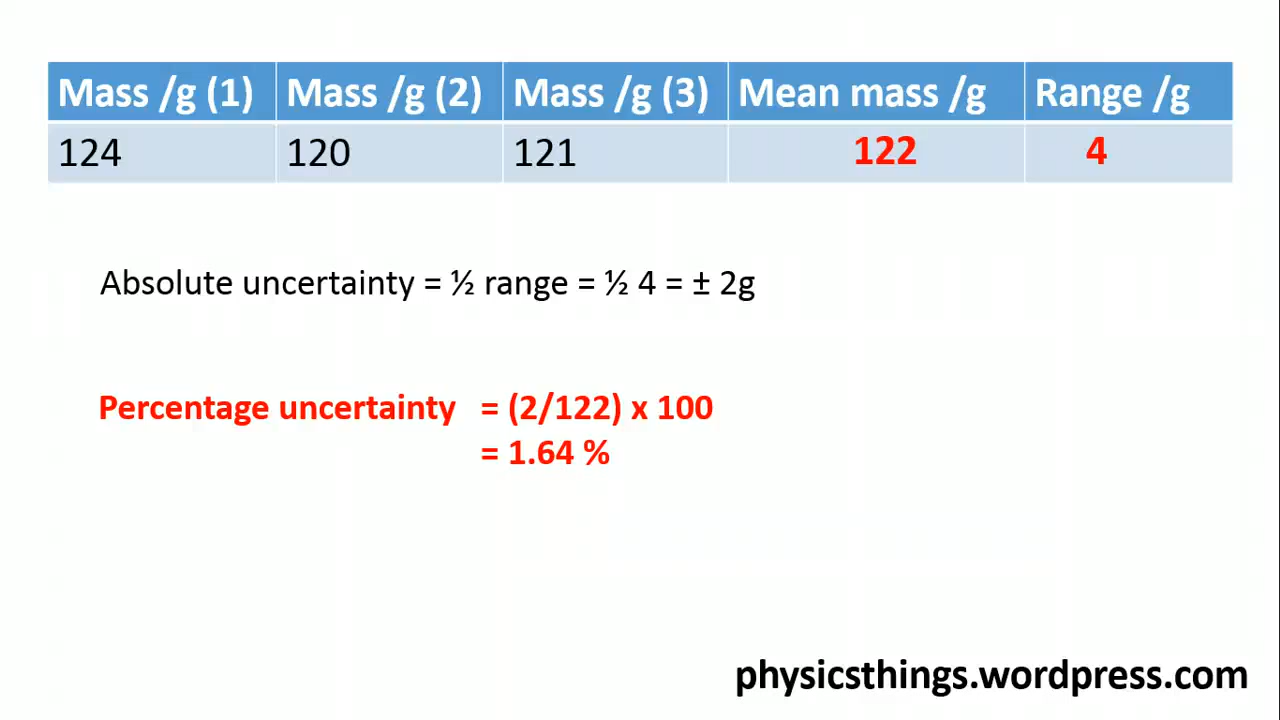 Mass /g (1) Mass /g (2) Mass /g (3) Mean mass /g Range /g
124 120 121 122 4
Absolute uncertainty = ½ range = ½ 4 = ± 2g
Percentage uncertainty = (2/122) x 100
= 1.64 %
physicsthings.wordpress.com